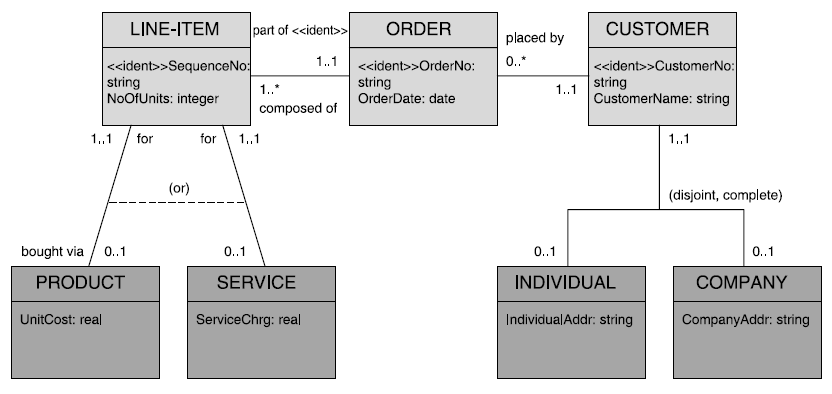 LINE-ITEM
<<ident>>SequenceNo:
string
NoOfUnits: integer
part of <<ident>>
1..1
1..*
composed of
ORDER
<<ident>>OrderNo:
string
OrderDate: date
placed by
0..*
1..1
CUSTOMER
<<ident>>CustomerNo:
string
CustomerName: string
1..1 for
for 1..1
1..1
(or)
(disjoint, complete)
bought via 0..1
0..1
0..1
0..1
PRODUCT
UnitCost: real
SERVICE
ServiceChrg: real
INDIVIDUAL
IndividualAddr: string
COMPANY
CompanyAddr: string